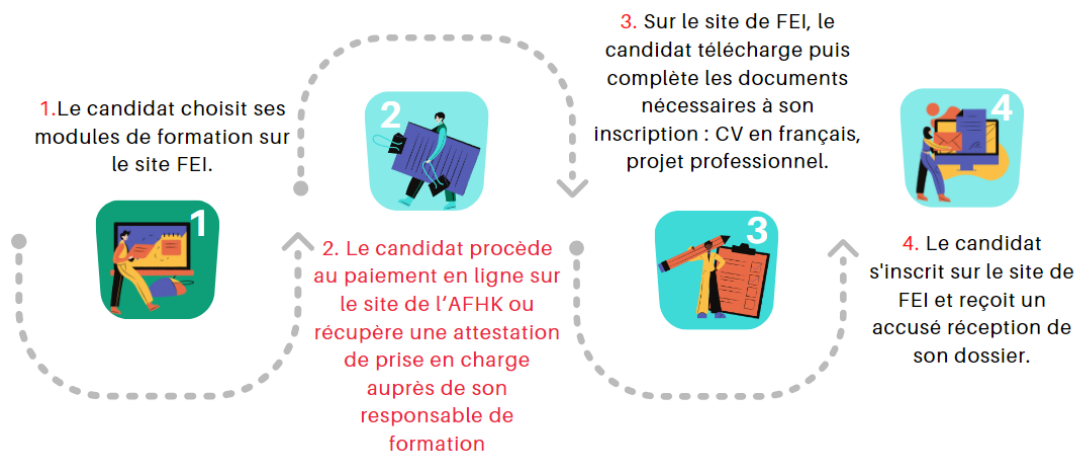 1.Le candidat choisit ses
modules de formation sur
le site FEI.
1
2
2. Le candidat procède
au paiement en ligne sur
le site de l’AFHK ou
récupère une attestation
de prise en charge
auprès de son
responsable de
formation
3. Sur le site de FEI, le
candidat télécharge puis
complète les documents
nécessaires à son
inscription : CV en français,
projet professionnel.
3
4
4. Le candidat
s'inscrit sur le site de
FEI et reçoit un
accusé réception de
son dossier.